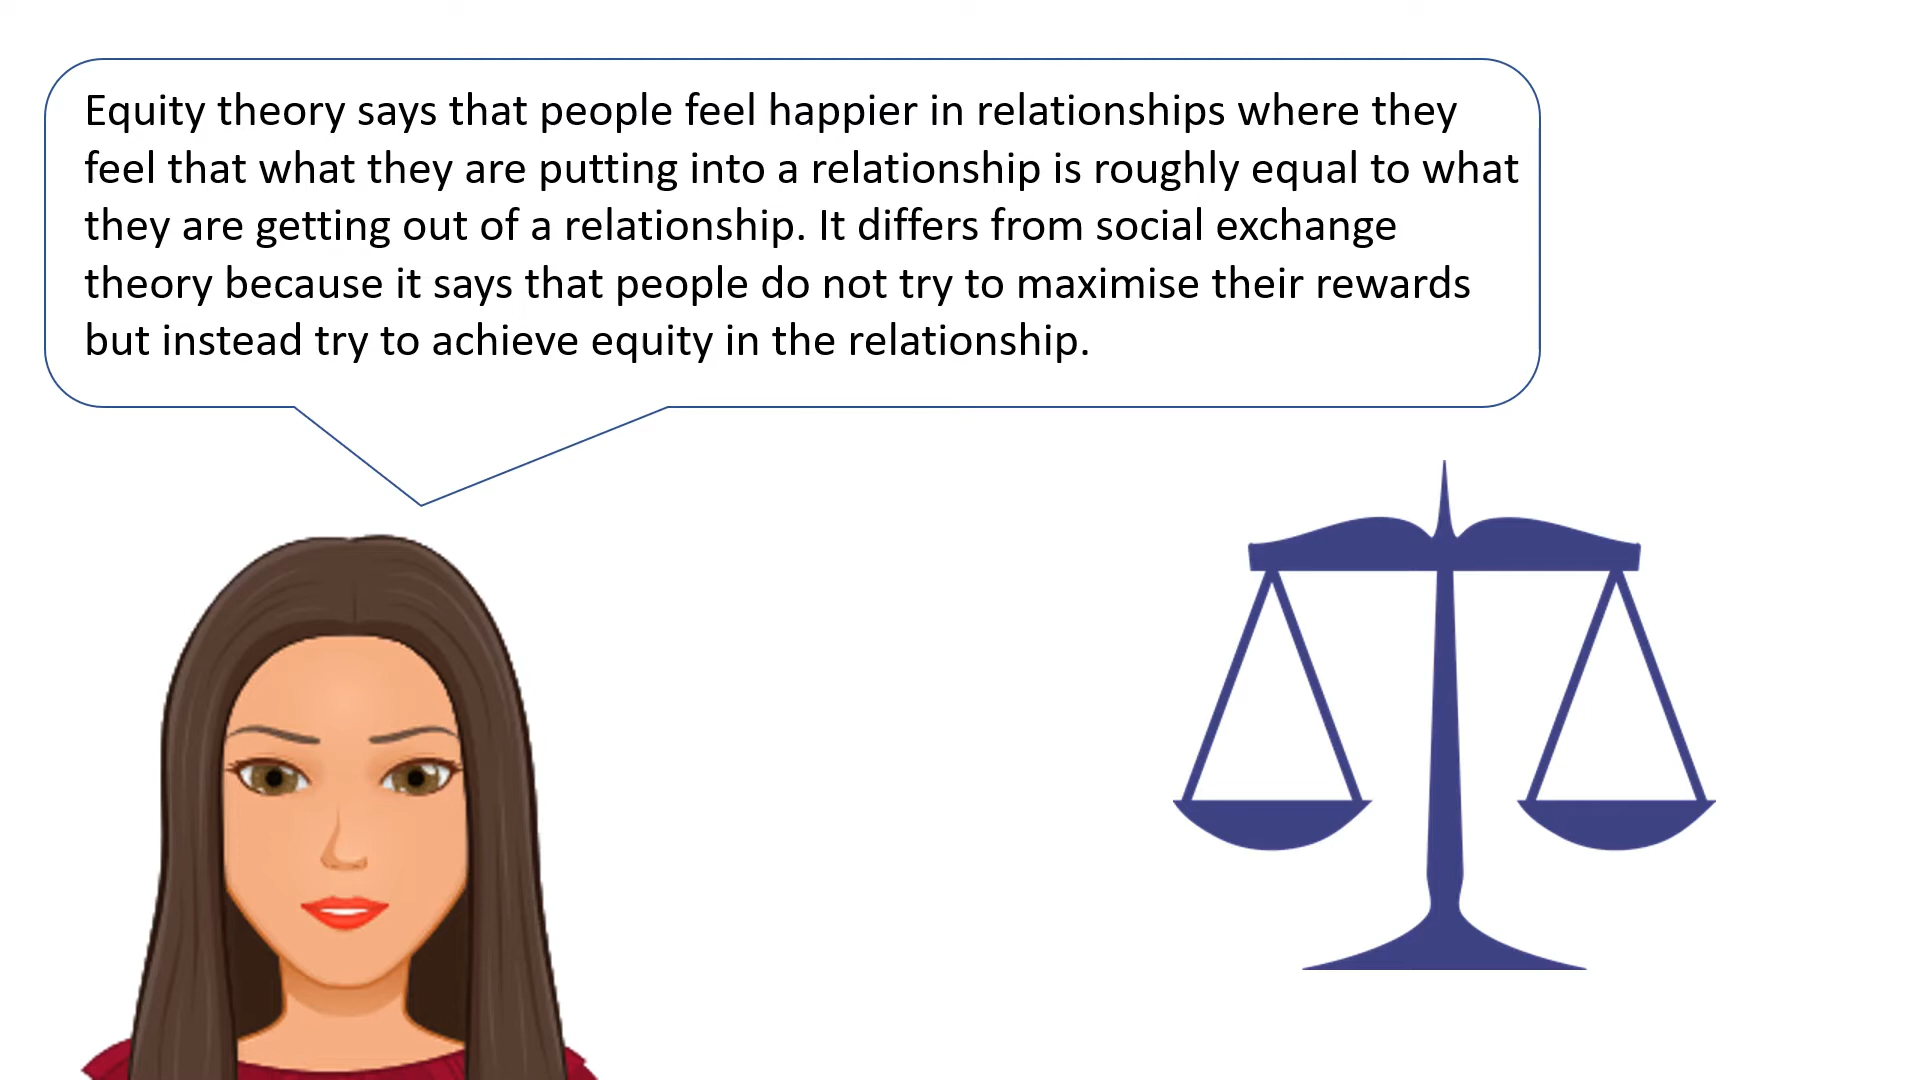 Equity theory says that people feel happier in relationships where they
feel that what they are putting into a relationship is roughly equal to what
they are getting out of a relationship. It differs from social exchange
theory because it says that people do not try to maximise their rewards
but instead try to achieve equity in the relationship.